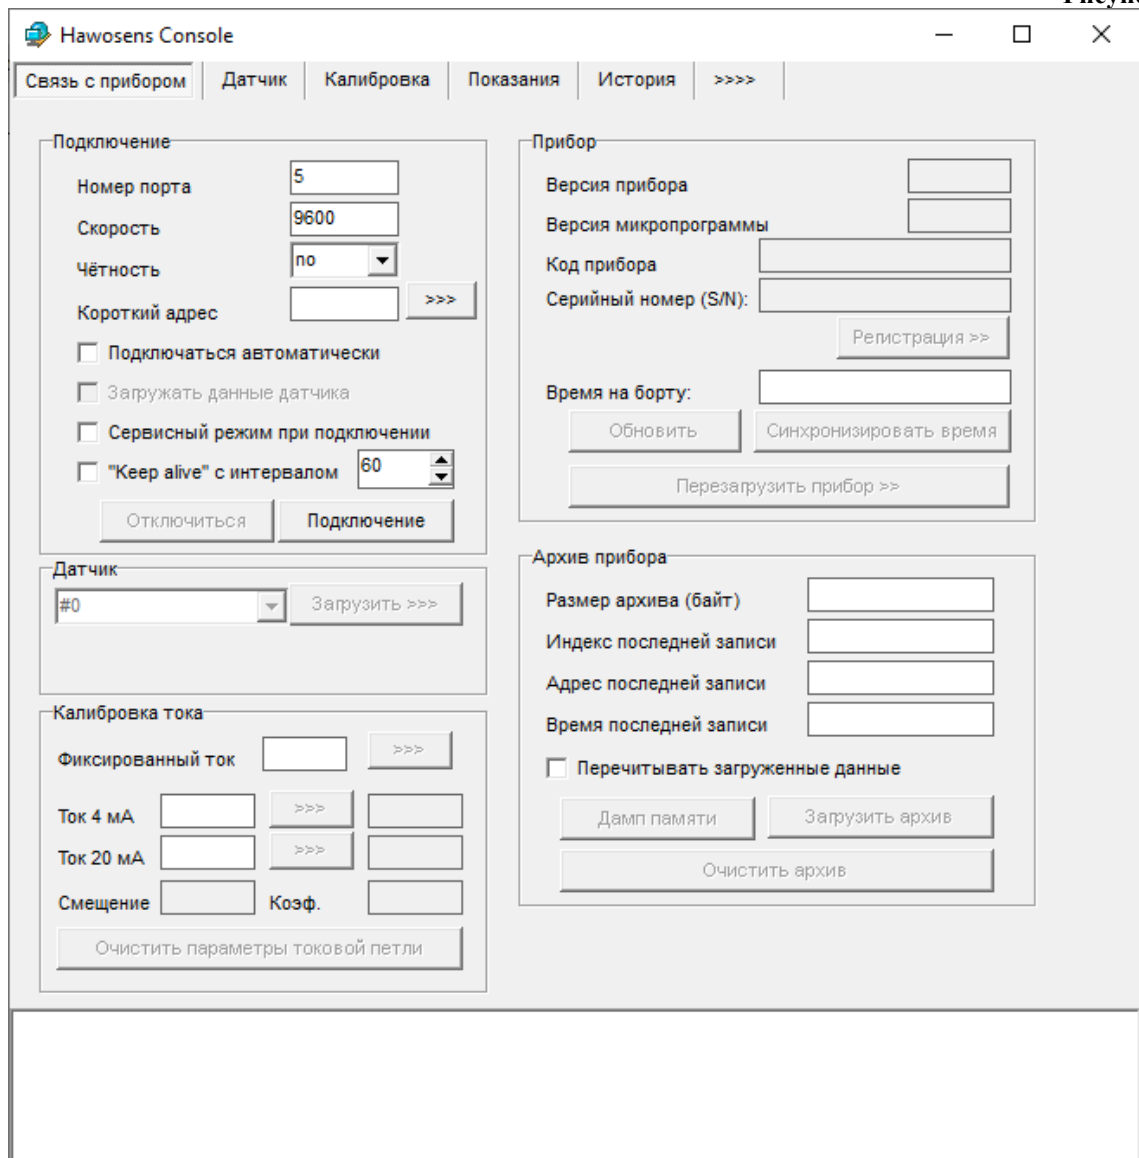 Hawosens Console
Связь с прибором
Датчик
Калибровка
Показания
История
>>>>
Подключение
Номер порта
5
Скорость
9600
Чётность
no
Короткий адрес
>>>
Подключаться автоматически
Загружать данные датчика
Сервисный режим при подключении
"Keep alive" с интервалом
60
Отключиться
Подключение
Датчик
#0
Загрузить >>>
Калибровка тока
Фиксированный ток
>>>
Ток 4 мА
>>>
Ток 20 мА
>>>
Смещение
Коэф.
Очистить параметры токовой петли
Прибор
Версия прибора
Версия микропрограммы
Код прибора
Серийный номер (S/N):
Регистрация >>
Время на борту:
Обновить
Синхронизировать время
Перезагрузить прибор >>
Архив прибора
Размер архива (байт)
Индекс последней записи
Адрес последней записи
Время последней записи
Перечитывать загруженные данные
Дамп памяти
Загрузить архив
Очистить архив